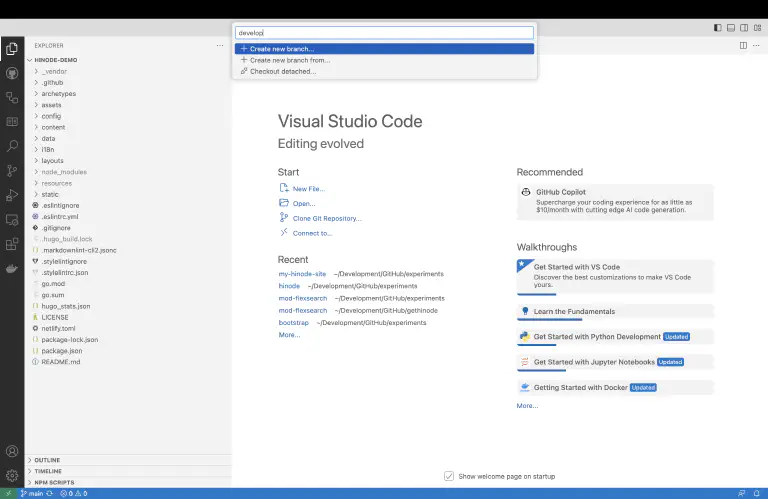 develop
Create new branch...
Create new branch from...
Checkout detached...
EXPLORER
HINODE-DEMO
_vendor
.github
archetypes
assets
config
content
data
i18n
layouts
node_modules
resources
static
.eslintignore
.eslintrc.yml
.gitignore
.hugo_build.lock
.markdownlint-cli2.jsonc
.stylelintignore
.stylelintrc.json
go.mod
go.sum
hugo_stats.json
LICENSE
netlify.toml
package-lock.json
package.json
README.md
OUTLINE
TIMELINE
NPM SCRIPTS
Visual Studio Code
Editing evolved
Start
New File...
Open...
Clone Git Repository...
Connect to...
Recent
my-hinode-site ~/Development/GitHub/experiments
hinode ~/Development/GitHub/experiments
mod-flexsearch ~/Development/GitHub/experiments
mod-flexsearch ~/Development/GitHub/gethinode
bootstrap ~/Development/GitHub/experiments
More...
Recommended
GitHub Copilot
Supercharge your coding experience for as little as
$10/month with cutting edge AI code generation.
Walkthroughs
Get Started with VS Code
Discover the best customizations to make VS Code
yours.
Learn the Fundamentals
Get Started with Python Development Updated
Get Started with Jupyter Notebooks Updated
Getting Started with Docker Updated
More...
Show welcome page on startup
main 0 0